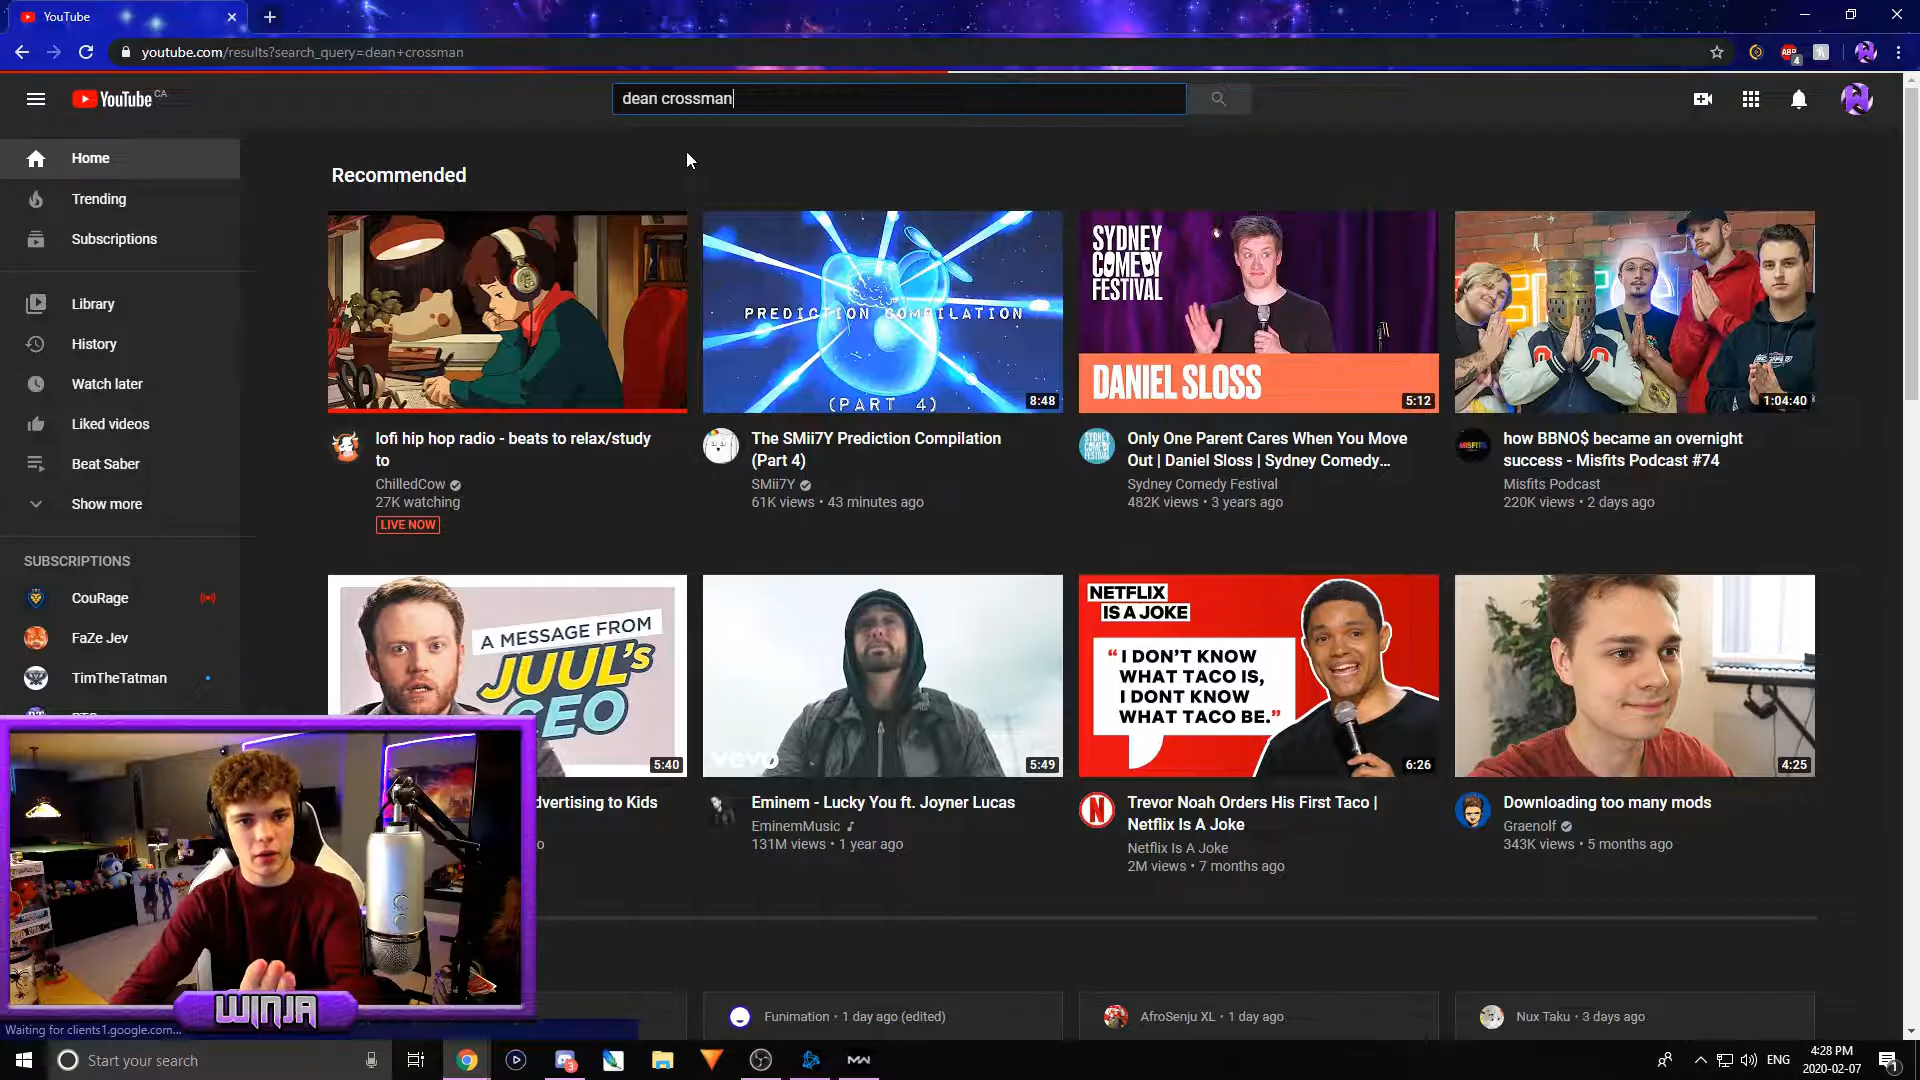 YouTube
youtube.com/results?search_query=dean+crossman
ABP
4
YouTube CA
dean crossman
Home
Trending
Subscriptions
Library
History
Watch later
Liked videos
Beat Saber
Show more
SUBSCRIPTIONS
CouRage
FaZe Jev
TimTheTatman
Recommended
lofi hip hop radio - beats to relax/study
to
ChilledCow
27K watching
LIVE NOW
PREDICTION COMPILATION
(PART 4)
8:48
The SMii7Y Prediction Compilation
(Part 4)
SMii7Y
61K views • 43 minutes ago
SYDNEY
COMEDY
FESTIVAL
DANIEL SLOSS
5:12
SYDNEY
COMEDY
FESTIVAL
Only One Parent Cares When You Move
Out | Daniel Sloss | Sydney Comedy...
Sydney Comedy Festival
482K views • 3 years ago
1:04:40
MISFITS
how BBNO$ became an overnight
success - Misfits Podcast #74
Misfits Podcast
220K views • 2 days ago
A MESSAGE FROM
JUUL's
CEO
5:40
dvertising to Kids
vevo
5:49
Eminem - Lucky You ft. Joyner Lucas
EminemMusic
131M views • 1 year ago
NETFLIX
IS A JOKE
“I DON'T KNOW
WHAT TACO IS,
I DONT KNOW
WHAT TACO BE.”
6:26
N
Trevor Noah Orders His First Taco |
Netflix Is A Joke
Netflix Is A Joke
2M views • 7 months ago
4:25
Downloading too many mods
Graenolf
343K views • 5 months ago
Funimation • 1 day ago (edited)
AfroSenju XL • 1 day ago
Nux Taku • 3 days ago
WINJA
Waiting for clients1.google.com...
Start your search
3
MW
ENG
4:28 PM
2020-02-07
1